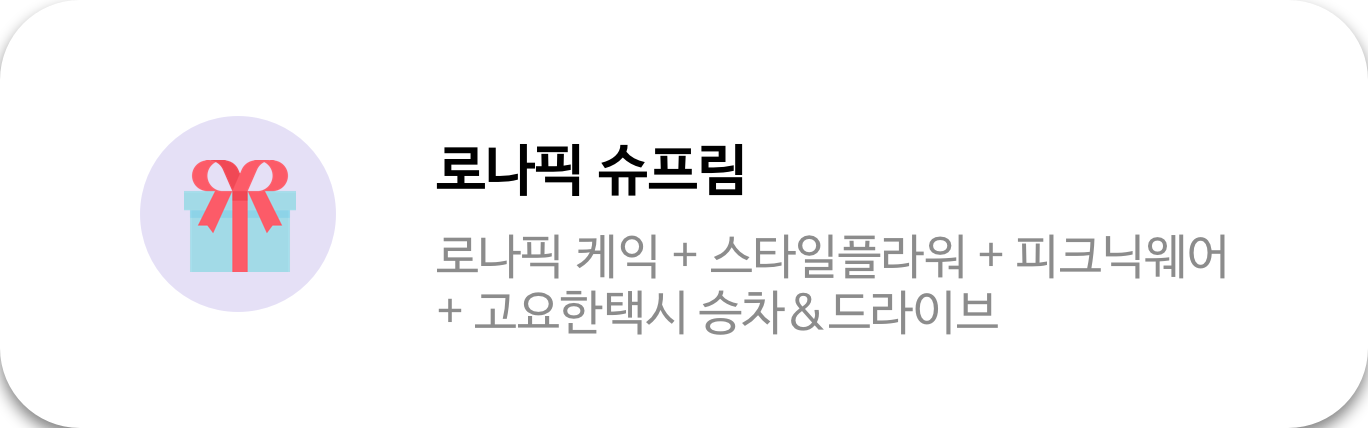 로나픽 슈프림
로나픽 케익 + 스타일플라워 + 피크닉웨어
+ 고요한택시 승차&드라이브